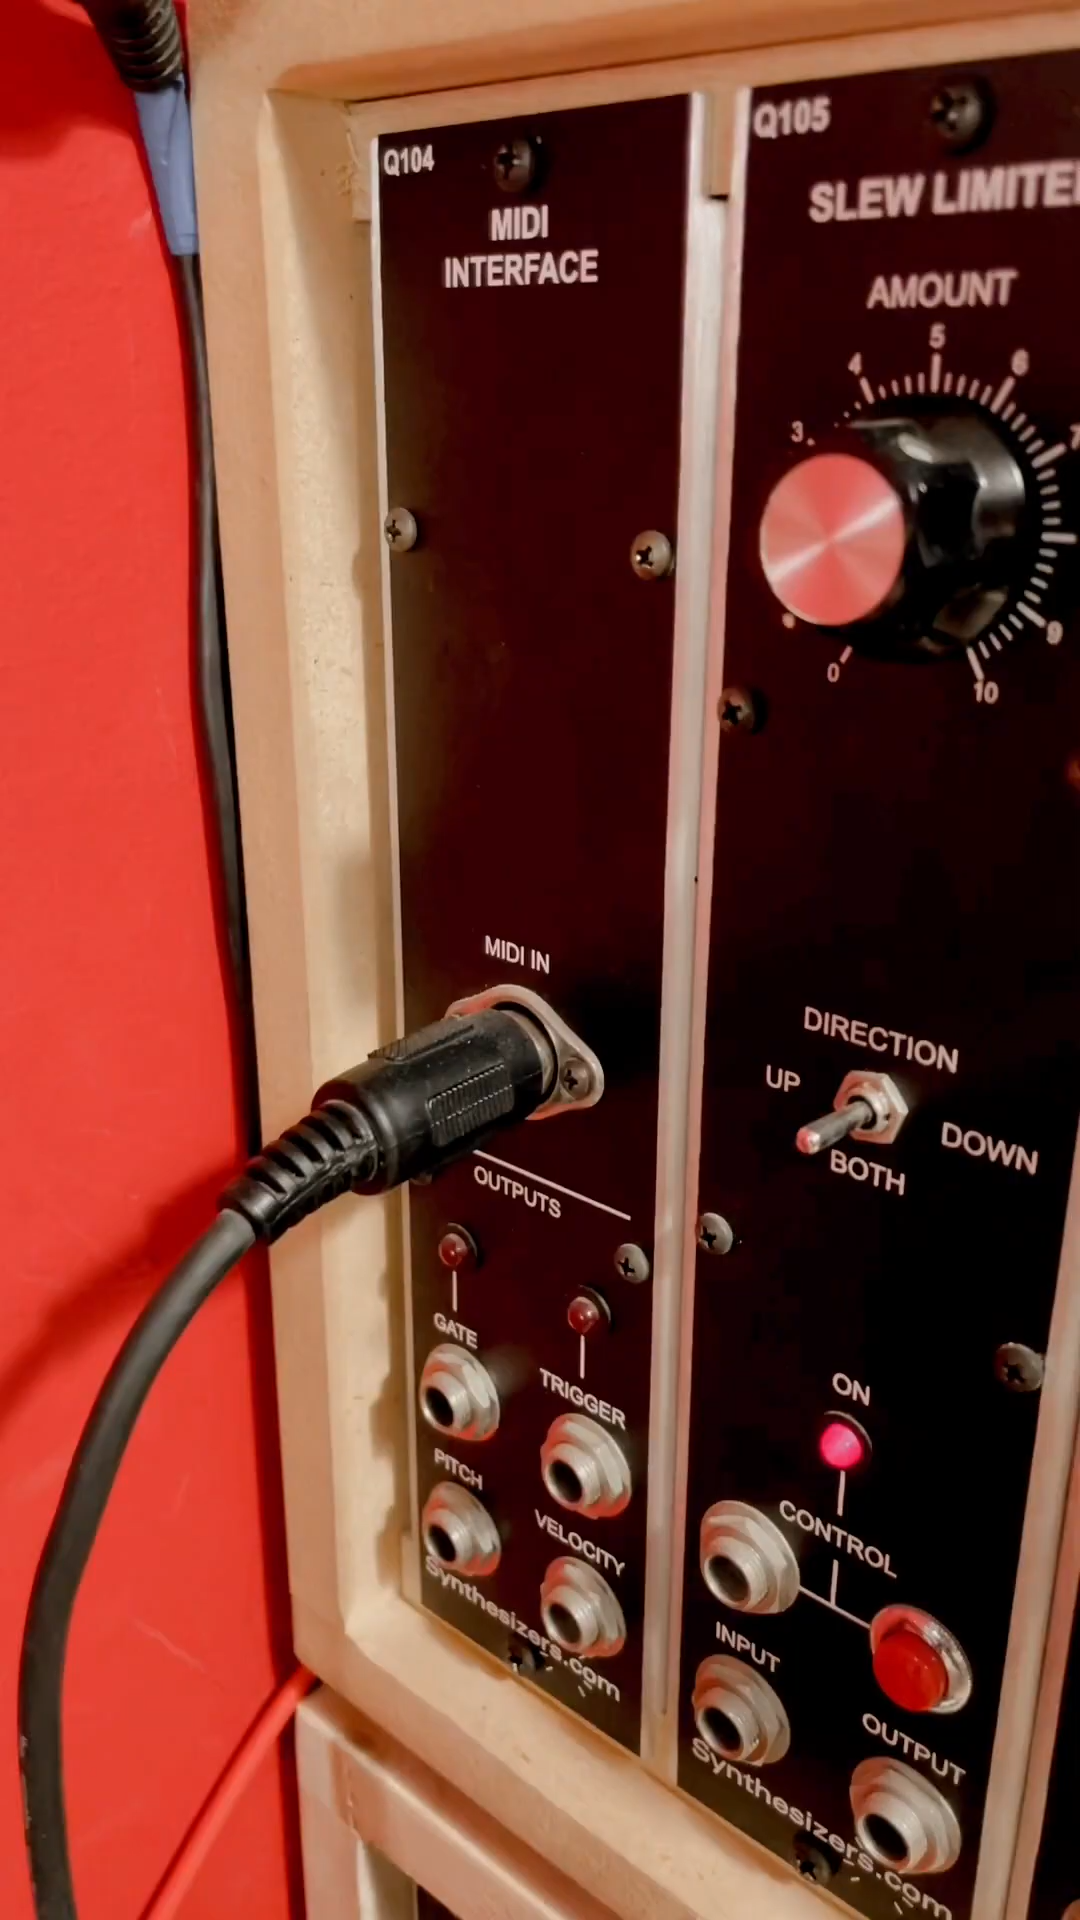 Q104
MIDI
INTERFACE
MIDI IN
OUTPUTS
GATE
TRIGGER
PITCH
VELOCITY
Synthesizers.com
Q105
SLEW LIMITE
AMOUNT
3
4
5
6
7
9
0
10
DIRECTION
UP
DOWN
BOTH
ON
CONTROL
INPUT
OUTPUT
Synthesizers.com